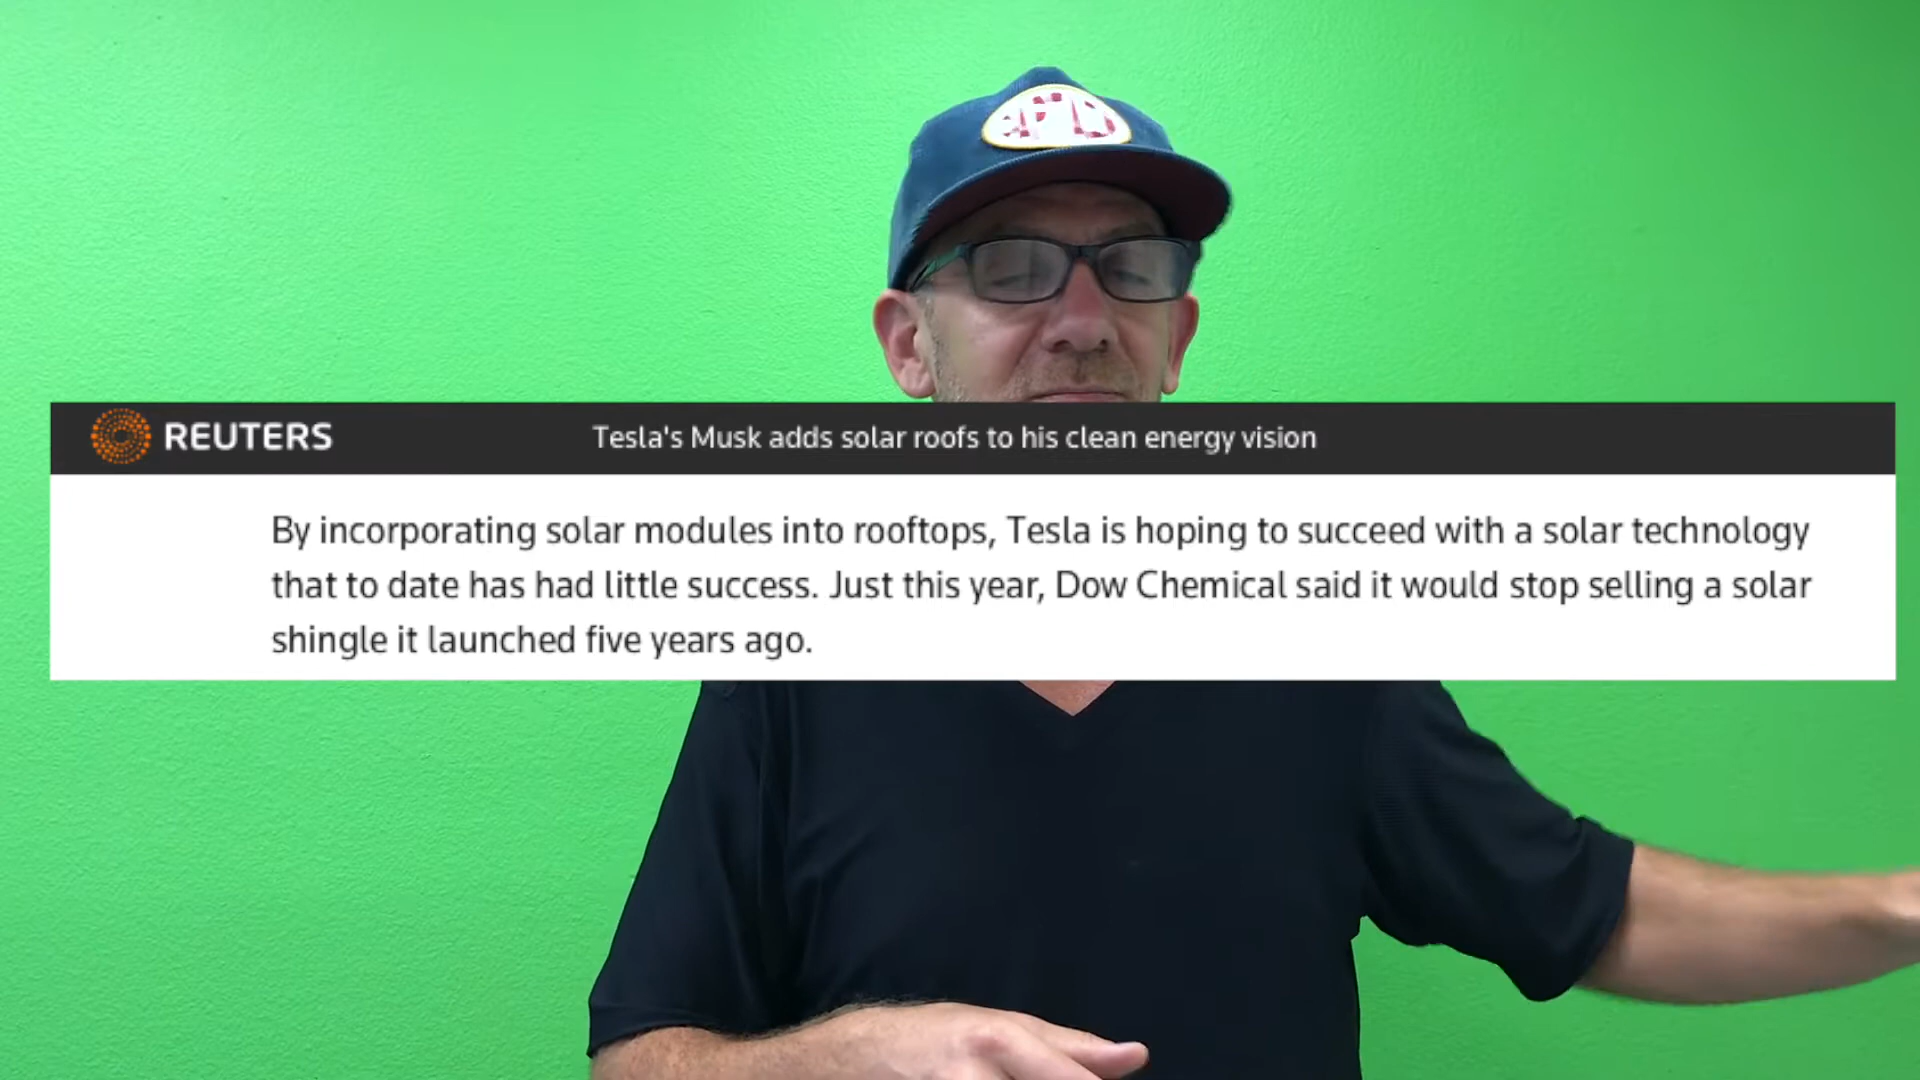 REUTERS
Tesla's Musk adds solar roofs to his clean energy vision
By incorporating solar modules into rooftops, Tesla is hoping to succeed with a solar technology
that to date has had little success. Just this year, Dow Chemical said it would stop selling a solar
shingle it launched five years ago.